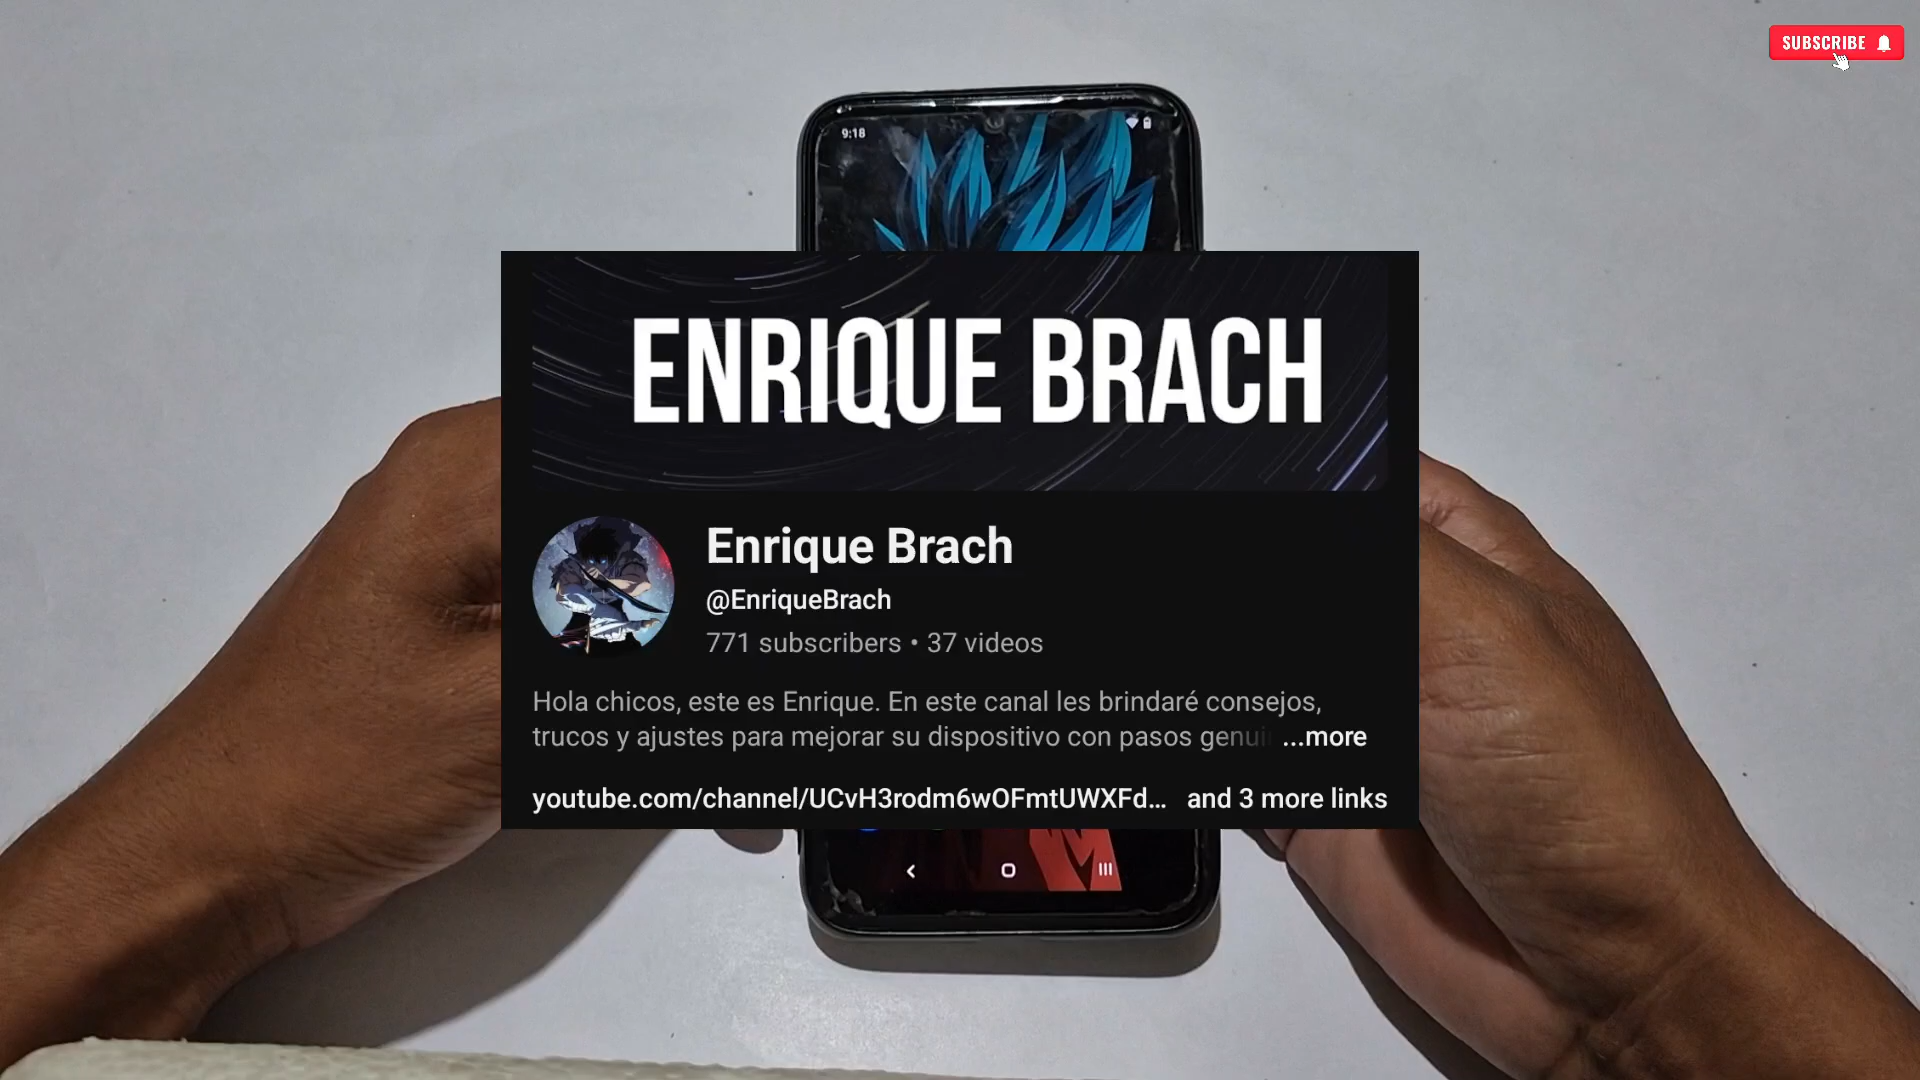 SUBSCRIBE
9:18
ENRIQUE BRACH
Enrique Brach
@EnriqueBrach
771 subscribers • 37 videos
Hola chicos, este es Enrique. En este canal les brindaré consejos,
trucos y ajustes para mejorar su dispositivo con pasos genui ...more
youtube.com/channel/UCvH3rodm6wOFmtUWXFd... and 3 more links